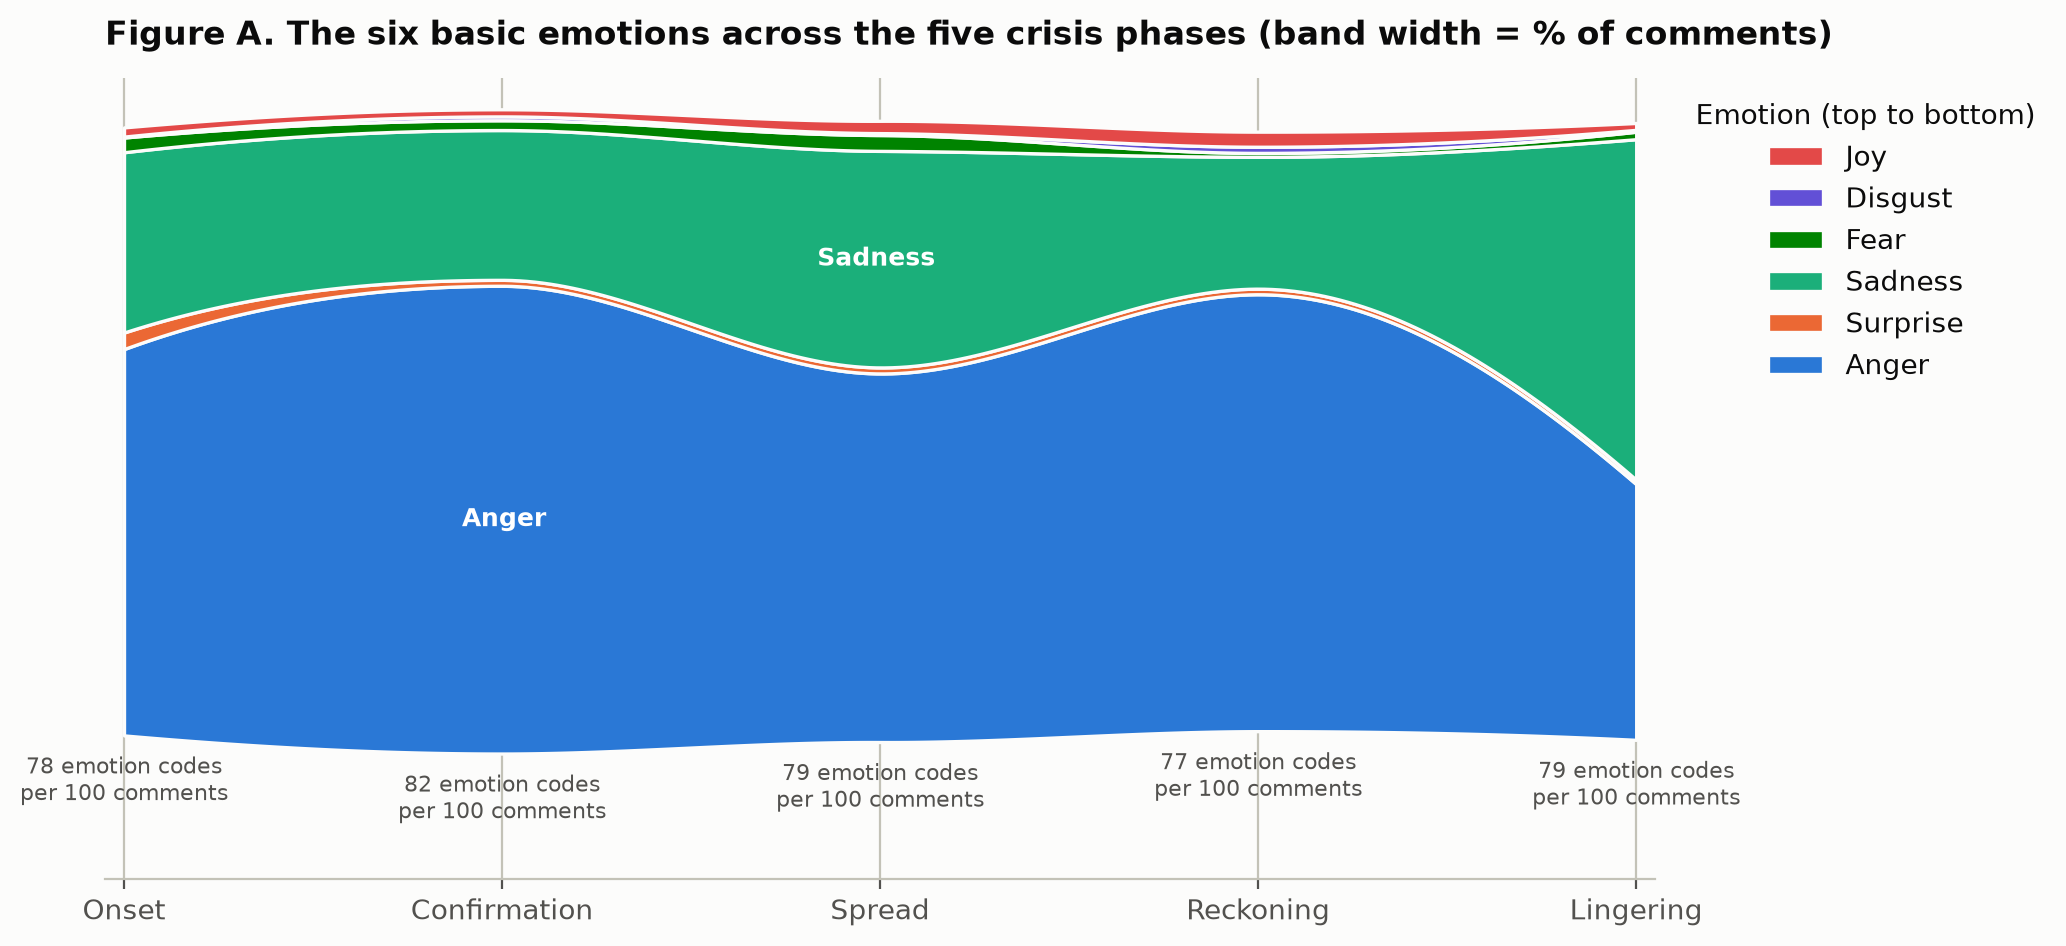 Figure A. The six basic emotions across the five crisis phases (band width = % of comments)
Emotion (top to bottom)
Joy
Disgust
Fear
Sadness
Surprise
Anger
Sadness
Anger
78 emotion codes
per 100 comments
82 emotion codes
per 100 comments
79 emotion codes
per 100 comments
77 emotion codes
per 100 comments
79 emotion codes
per 100 comments
Onset
Confirmation
Spread
Reckoning
Lingering